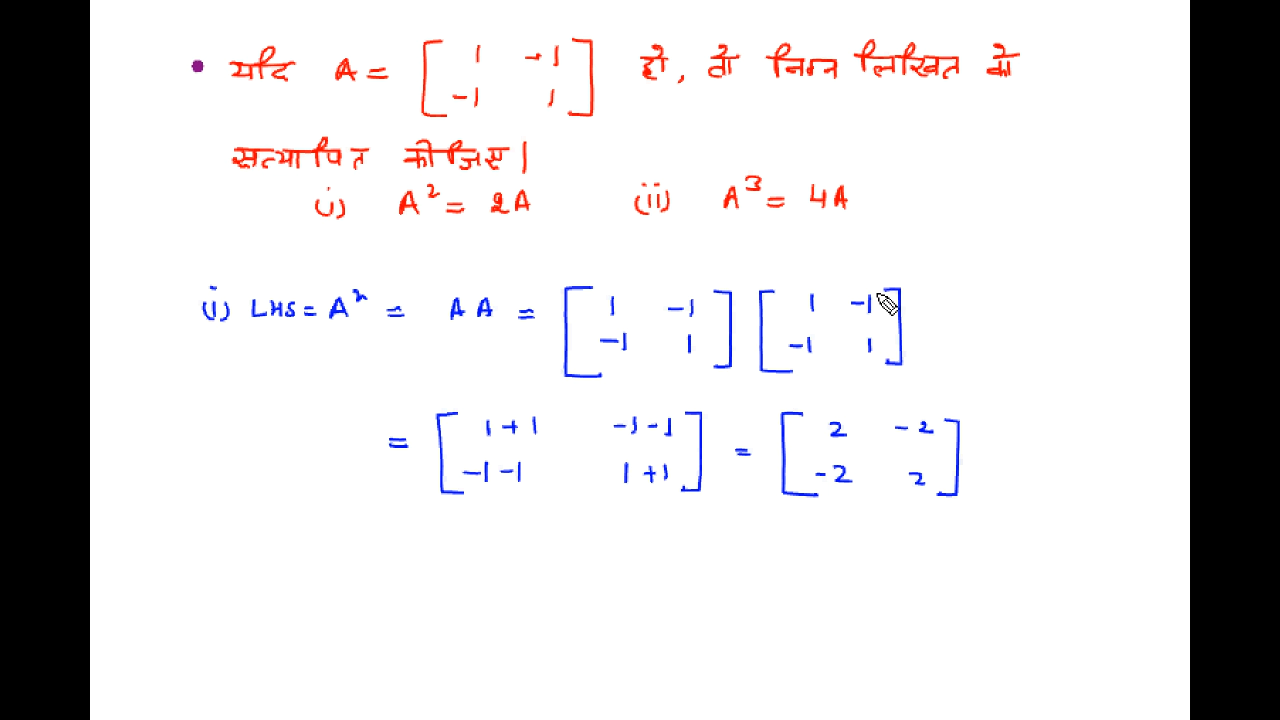 • यदि A = [ 1 -1 ; -1 1 ] हो, तो निम्न लिखित को
सत्यापित कीजिए।
(i) A² = 2A (ii) A³ = 4A
(i) LHS = A² = A A = [ 1 -1 ; -1 1 ] [ 1 -1 ; -1 1 ]
= [ 1+1 -1-1 ; -1-1 1+1 ] = [ 2 -2 ; -2 2 ]